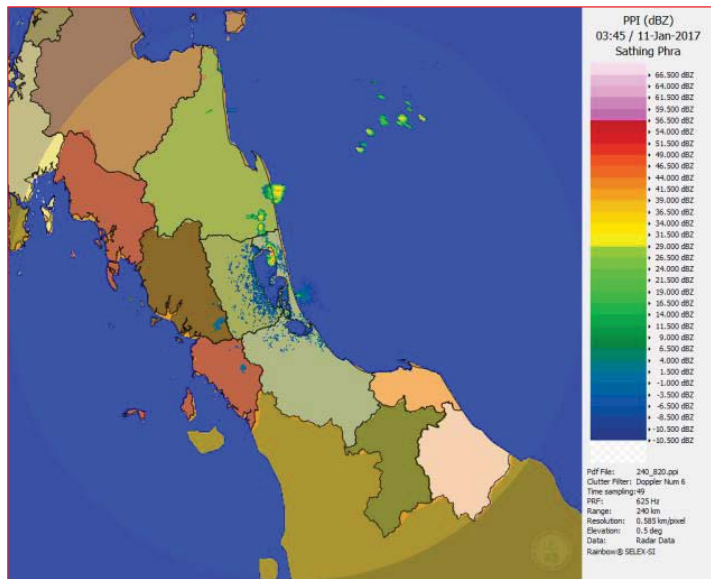 PPI (dBZ)
03:45 / 11-Jan-2017
Sathing Phra
66.500 dBZ
64.000 dBZ
61.500 dBZ
59.500 dBZ
56.500 dBZ
54.000 dBZ
51.500 dBZ
49.000 dBZ
46.500 dBZ
44.000 dBZ
41.500 dBZ
39.000 dBZ
36.500 dBZ
34.000 dBZ
31.500 dBZ
29.000 dBZ
26.500 dBZ
24.000 dBZ
21.500 dBZ
19.000 dBZ
16.500 dBZ
14.000 dBZ
11.500 dBZ
9.000 dBZ
6.500 dBZ
4.000 dBZ
1.500 dBZ
-1.000 dBZ
-3.500 dBZ
-6.000 dBZ
-5.500 dBZ
-8.000 dBZ
-10.500 dBZ
-10.500 dBZ
Pdf File: 240_820.ppi
Clutter Filter: Doppler Num 6
Time sampling: 49
PRF: 625 Hz
Range: 240 km
Resolution: 0.585 km/pixel
Elevation: 0.5 deg
Data: Radar Data
Rainbow® SELEX-SI